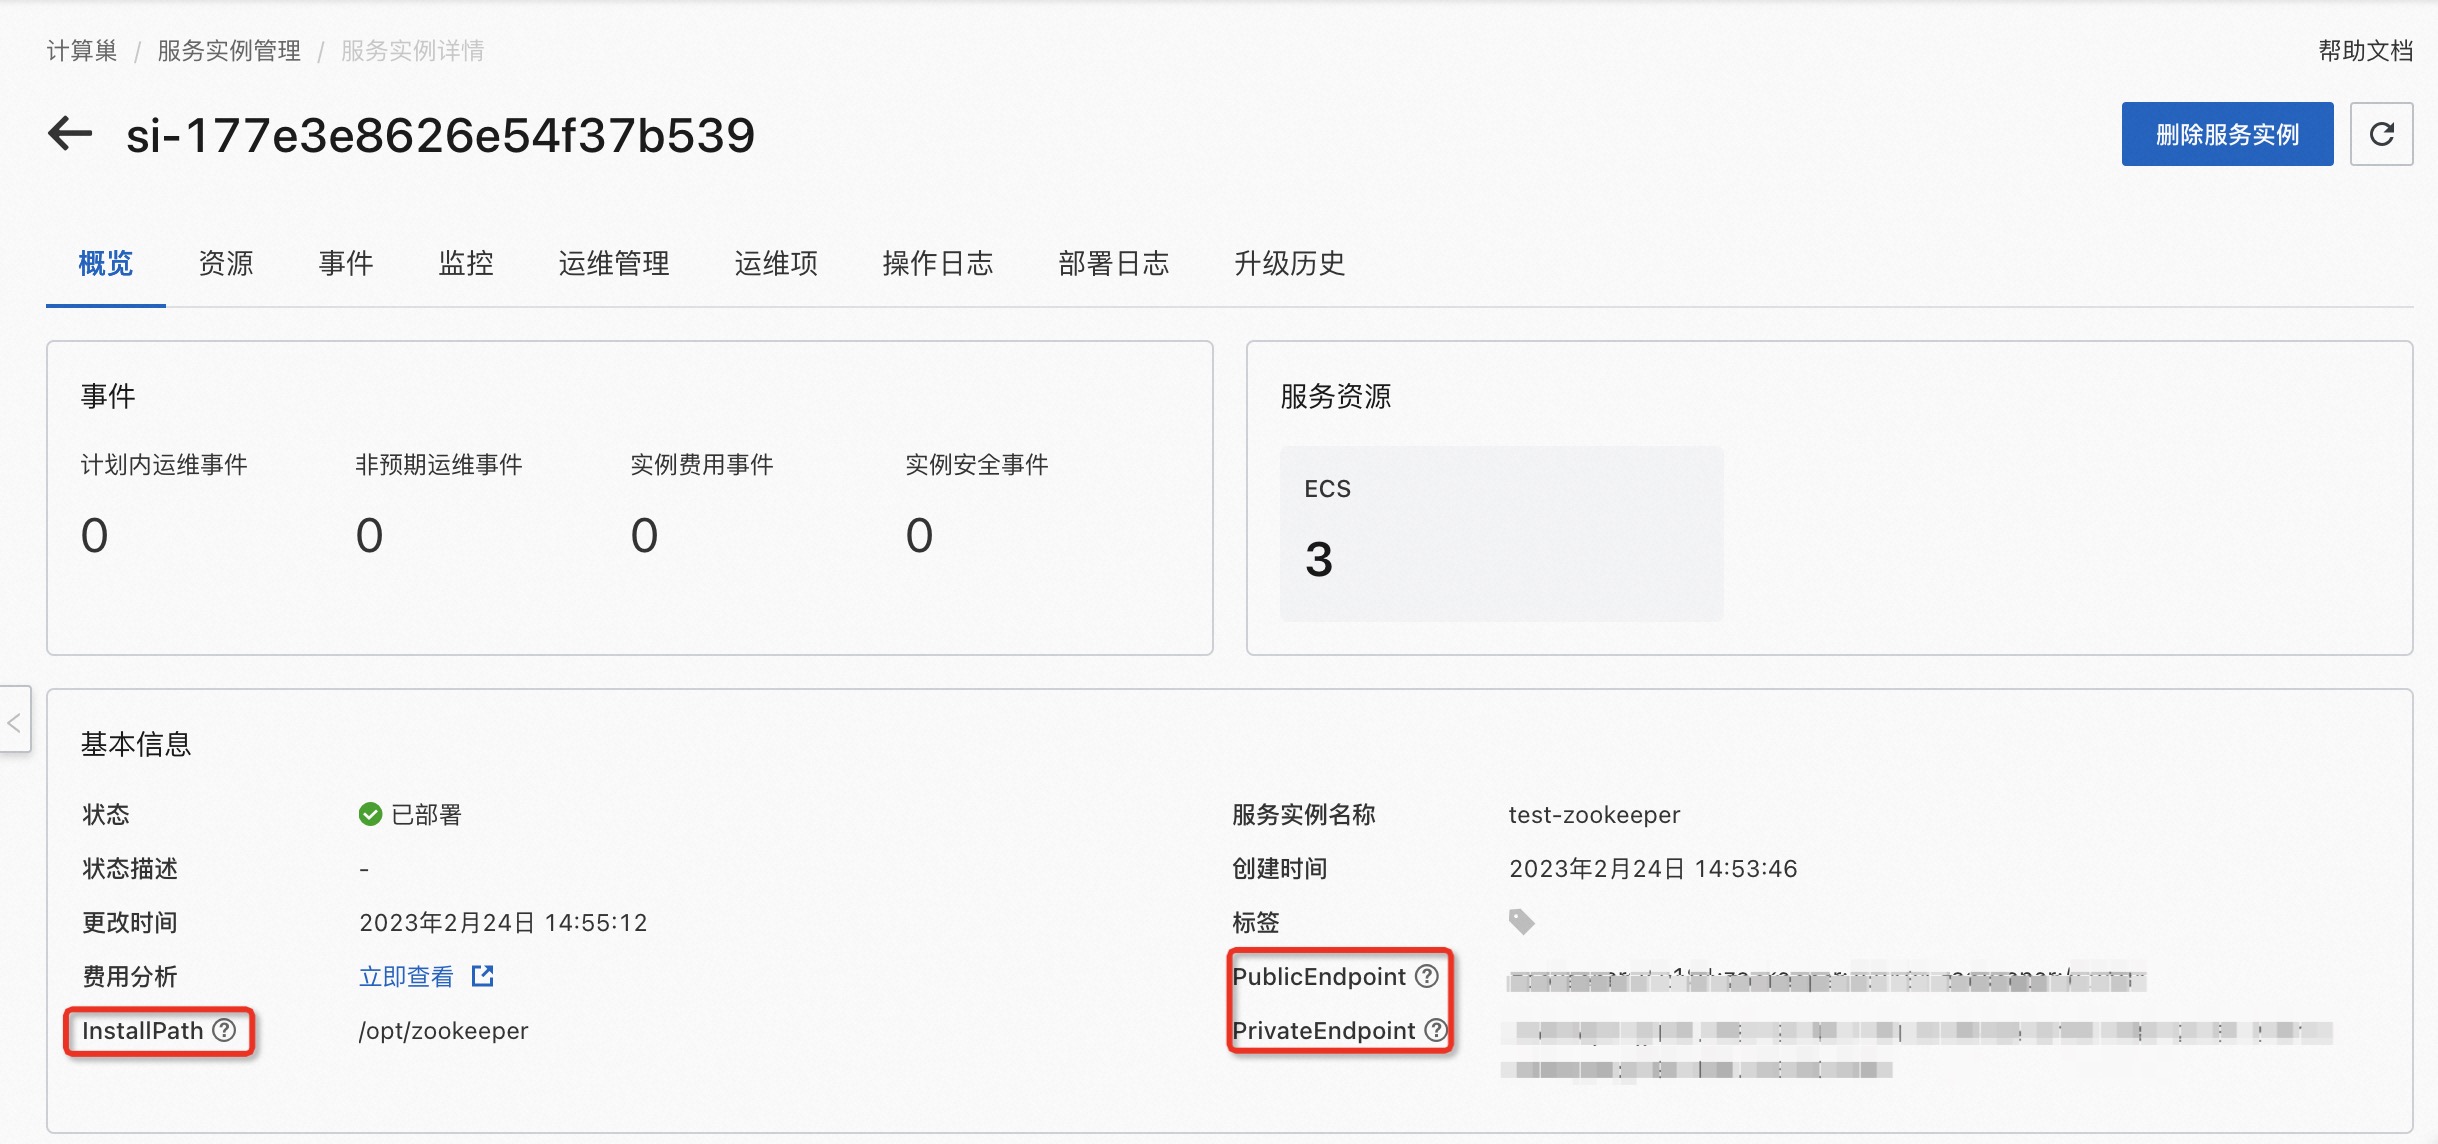 计算巢 / 服务实例管理 / 服务实例详情
帮助文档
si-177e3e8626e54f37b539
删除服务实例
概览 资源 事件 监控 运维管理 运维项 操作日志 部署日志 升级历史
事件
计划内运维事件 非预期运维事件 实例费用事件 实例安全事件
0 0 0 0
服务资源
ECS
3
基本信息
状态 已部署
服务实例名称 test-zookeeper
状态描述 -
创建时间 2023年2月24日 14:53:46
更改时间 2023年2月24日 14:55:12
标签
费用分析 立即查看
PublicEndpoint
InstallPath /opt/zookeeper
PrivateEndpoint